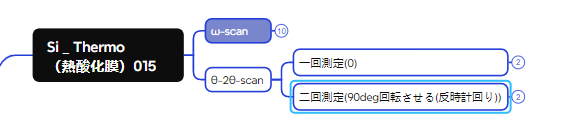 Si _ Thermo
（熱酸化膜）015
ω-scan
10
θ-2θ-scan
一回測定(0)
2
二回測定(90deg回転させる(反時計回り))
2